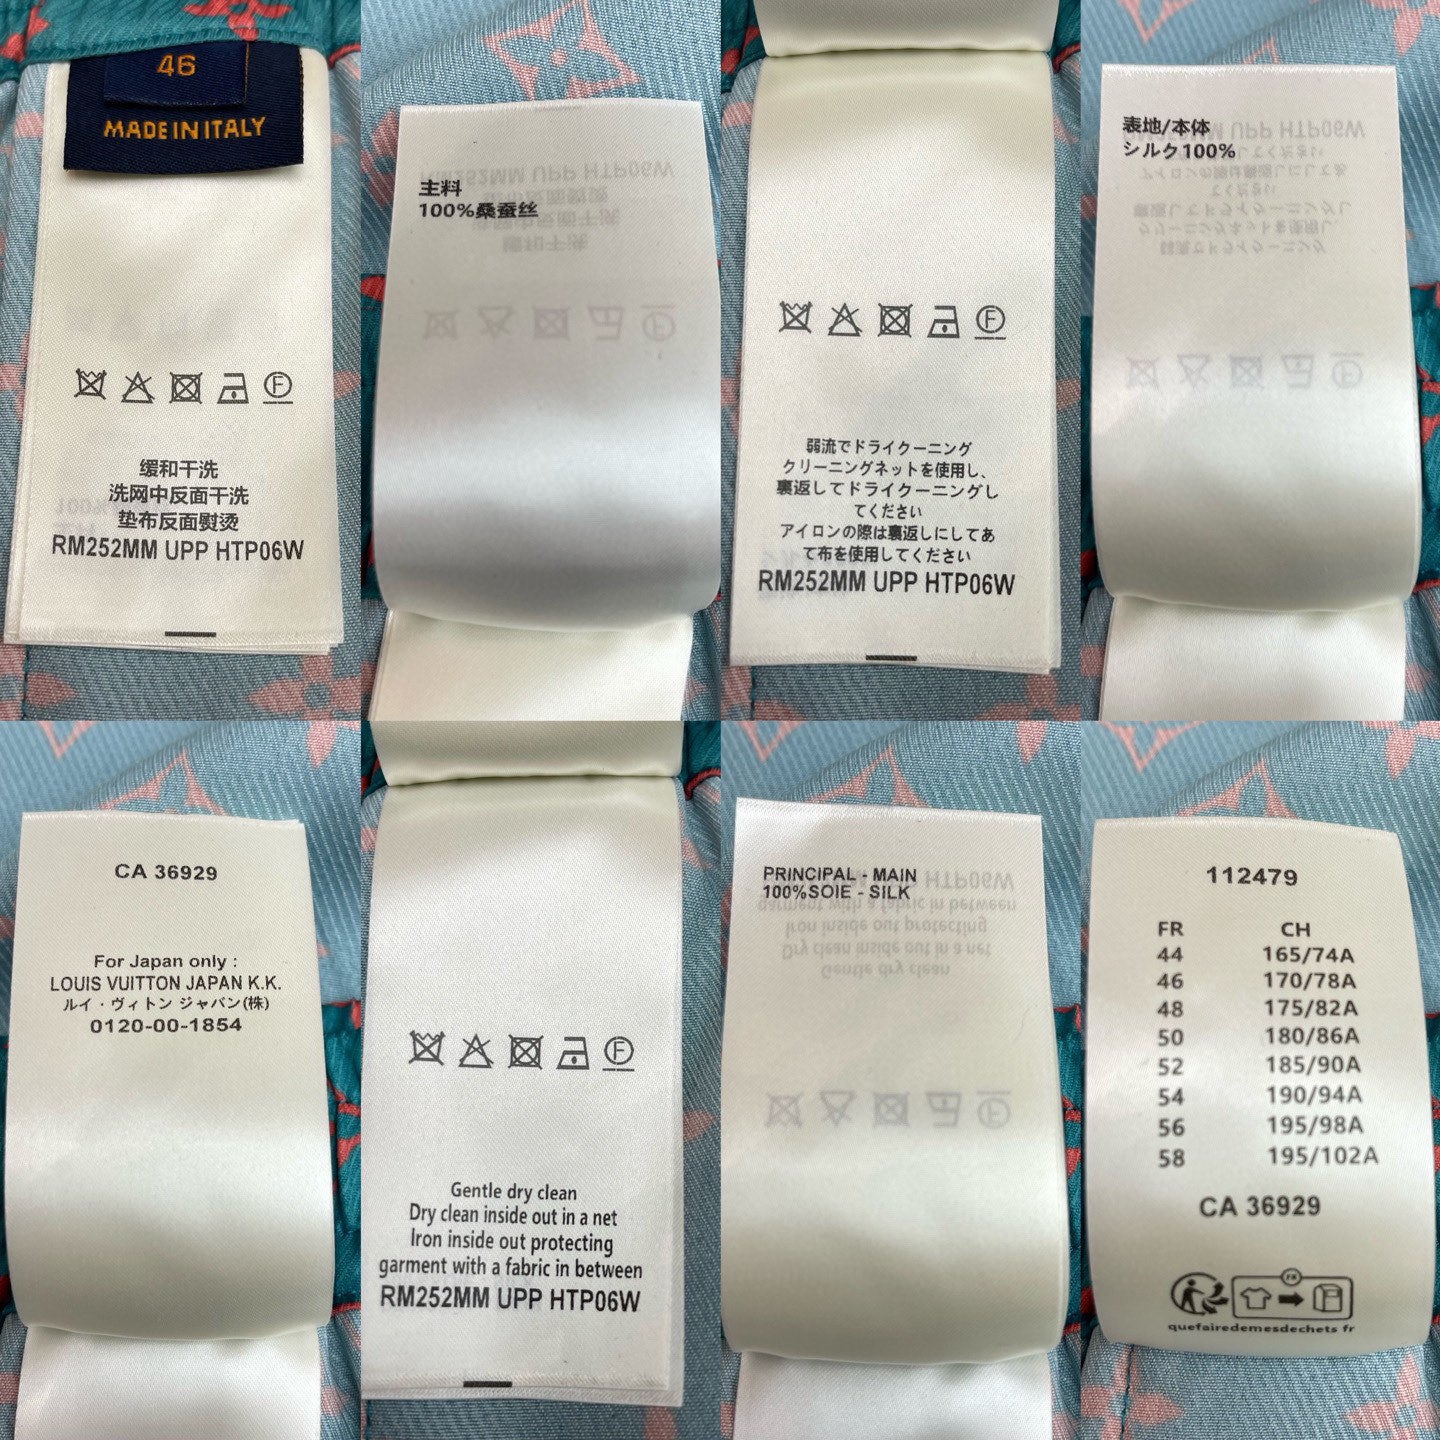 46
MADE IN ITALY
缓和干洗
洗网中反面干洗
垫布反面熨烫
RM252MM UPP HTP06W
主料
100%桑蚕丝
F
弱流でドライクーニング
クリーニングネットを使用し、
裏返してドライクーニングし
てください
アイロンの際は裏返しにしてあ
て布を使用してください
RM252MM UPP HTP06W
表地/本体
シルク100%
CA 36929
For Japan only :
LOUIS VUITTON JAPAN K.K.
ルイ・ヴィトン ジャパン(株)
0120-00-1854
F
Gentle dry clean
Dry clean inside out in a net
Iron inside out protecting
garment with a fabric in between
RM252MM UPP HTP06W
PRINCIPAL - MAIN
100%SOIE - SILK
112479
FR CH
44 165/74A
46 170/78A
48 175/82A
50 180/86A
52 185/90A
54 190/94A
56 195/98A
58 195/102A
CA 36929
FR
quefairedemesdechets.fr